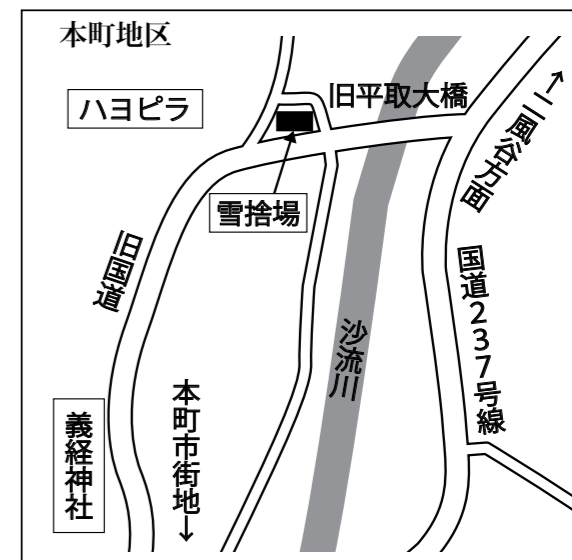 本町地区
ハヨピラ
旧平取大橋
↑二風谷方面
雪捨場
旧国道
国道237号線
沙流川
本町市街地↓
義経神社